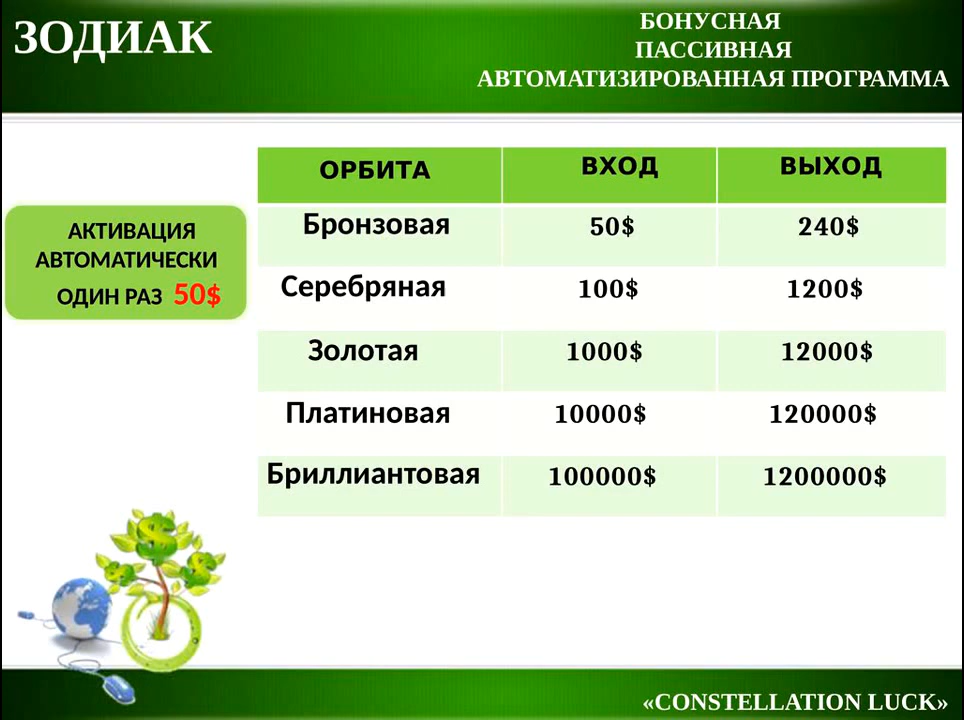 ЗОДИАК
БОНУСНАЯ
ПАССИВНАЯ
АВТОМАТИЗИРОВАННАЯ ПРОГРАММА
АКТИВАЦИЯ
АВТОМАТИЧЕСКИ
ОДИН РАЗ 50$
ОРБИТА ВХОД ВЫХОД
Бронзовая 50$ 240$
Серебряная 100$ 1200$
Золотая 1000$ 12000$
Платиновая 10000$ 120000$
Бриллиантовая 100000$ 1200000$
«CONSTELLATION LUCK»